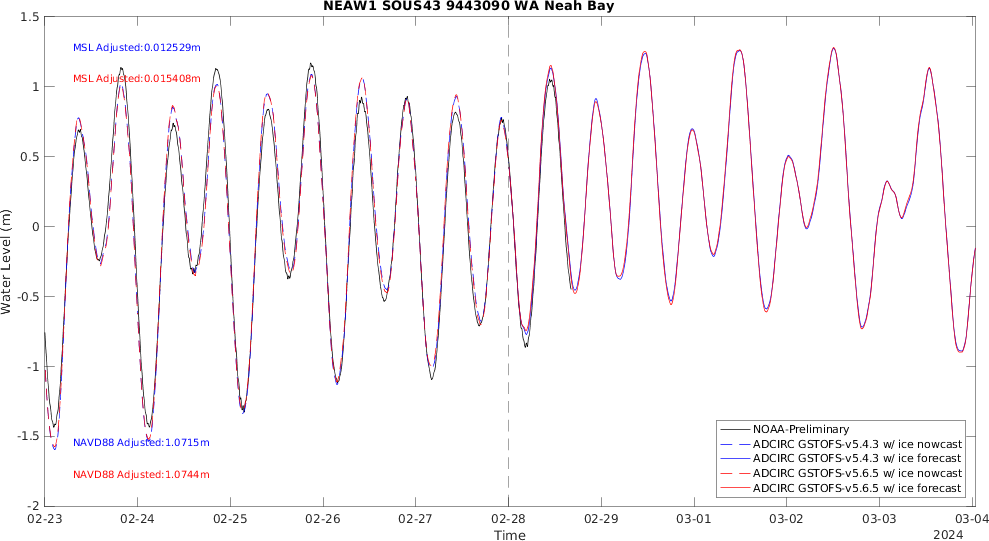 NEAW1 SOUS43 9443090 WA Neah Bay
1.5
1
0.5
0
-0.5
-1
-1.5
-2
Water Level (m)
MSL Adjusted:0.012529m
MSL Adjusted:0.015408m
NAVD88 Adjusted:1.0715m
NAVD88 Adjusted:1.0744m
NOAA-Preliminary
ADCIRC GSTOFS-v5.4.3 w/ ice nowcast
ADCIRC GSTOFS-v5.4.3 w/ ice forecast
ADCIRC GSTOFS-v5.6.5 w/ ice nowcast
ADCIRC GSTOFS-v5.6.5 w/ ice forecast
02-23 02-24 02-25 02-26 02-27 02-28 02-29 03-01 03-02 03-03 03-04
Time
2024